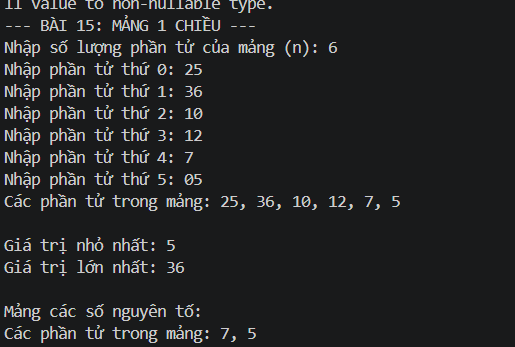 ll value to non-nullable type.
--- BÀI 15: MẢNG 1 CHIỀU ---
Nhập số lượng phần tử của mảng (n): 6
Nhập phần tử thứ 0: 25
Nhập phần tử thứ 1: 36
Nhập phần tử thứ 2: 10
Nhập phần tử thứ 3: 12
Nhập phần tử thứ 4: 7
Nhập phần tử thứ 5: 05
Các phần tử trong mảng: 25, 36, 10, 12, 7, 5
Giá trị nhỏ nhất: 5
Giá trị lớn nhất: 36
Mảng các số nguyên tố:
Các phần tử trong mảng: 7, 5